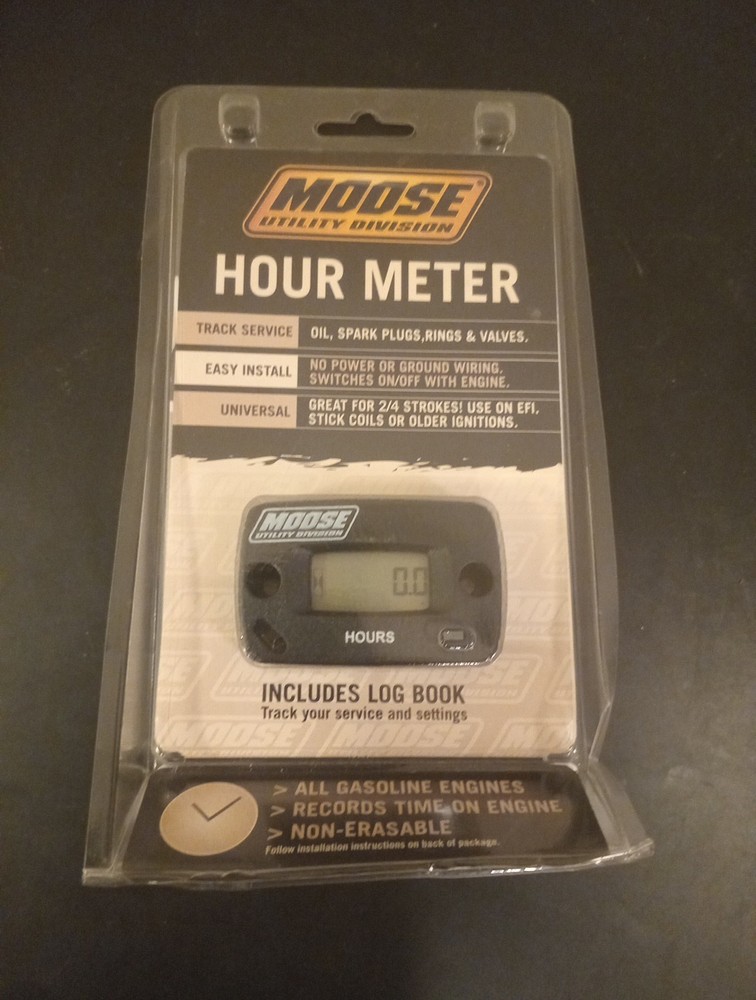 MOOSE®
UTILITY DIVISION
HOUR METER
TRACK SERVICE OIL, SPARK PLUGS,RINGS & VALVES.
EASY INSTALL NO POWER OR GROUND WIRING.
SWITCHES ON/OFF WITH ENGINE.
UNIVERSAL GREAT FOR 2/4 STROKES! USE ON EFI,
STICK COILS OR OLDER IGNITIONS.
MOOSE
UTILITY DIVISION
0.0
HOURS
INCLUDES LOG BOOK
Track your service and settings
> ALL GASOLINE ENGINES
> RECORDS TIME ON ENGINE
> NON-ERASABLE
Follow installation instructions on back of package.